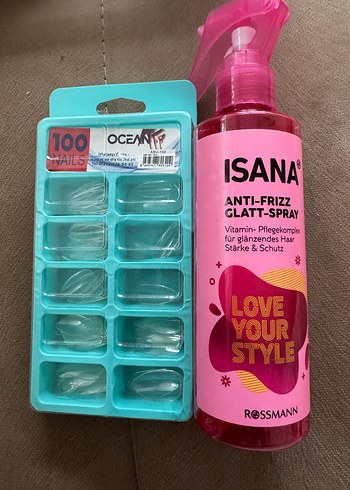 100
NAILS
OCEAN
ISANA®
ANTI-FRIZZ
GLATT-SPRAY
Vitamin- Pflegekomplex
für glänzendes Haar
Stärke & Schutz
LOVE
YOUR
STYLE
ROSSMANN